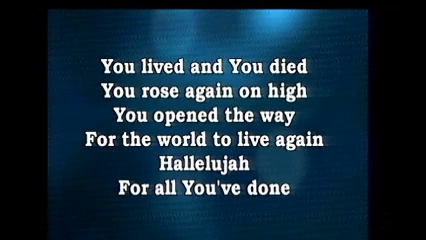 You lived and You died
You rose again on high
You opened the way
For the world to live again
Hallelujah
For all You've done